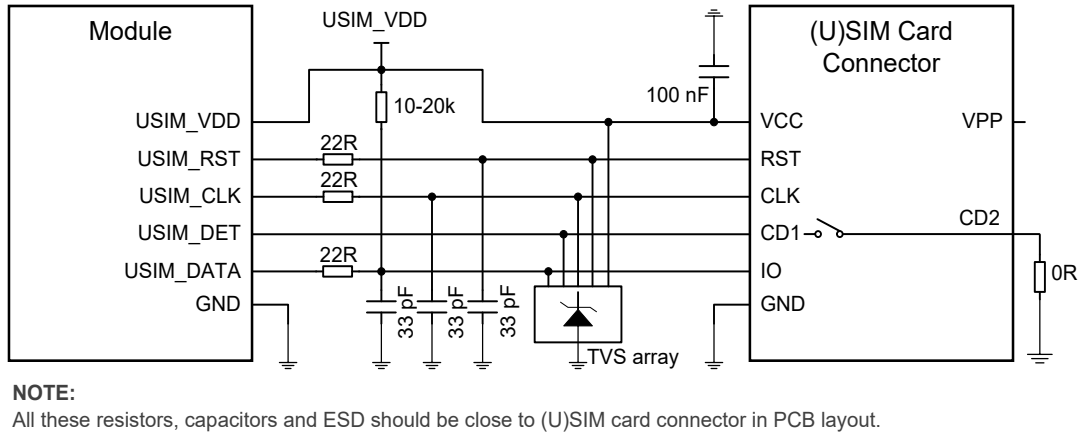 Module
USIM_VDD
(U)SIM Card
Connector
10-20k
100 nF
USIM_VDD
VCC
VPP
22R
USIM_RST
RST
22R
USIM_CLK
CLK
USIM_DET
CD1
CD2
22R
USIM_DATA
IO
0R
GND
33 pF
33 pF
33 pF
GND
TVS array
NOTE:
All these resistors, capacitors and ESD should be close to (U)SIM card connector in PCB layout.